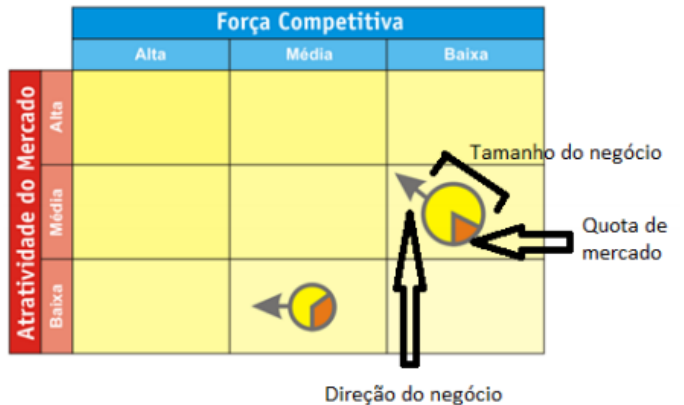 Força Competitiva
Alta
Média
Baixa
Atratividade do Mercado
Alta
Média
Baixa
Tamanho do negócio
Quota de
mercado
Direção do negócio